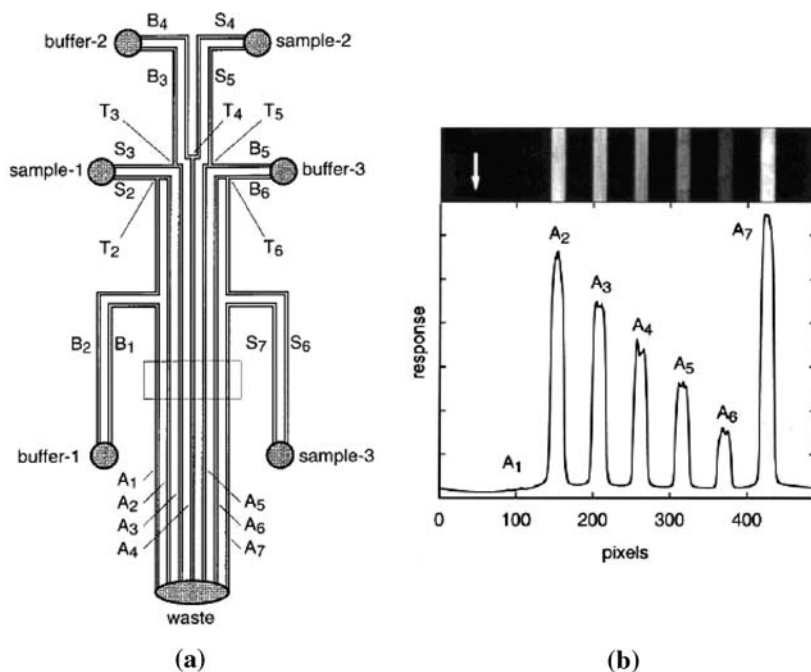 B₄ S₄
buffer-2 sample-2
B₃ S₅
T₃ T₄ T₅
S₃ B₅
sample-1 buffer-3
S₂ B₆
T₂ T₆
B₂ B₁ S₇ S₆
buffer-1 sample-3
A₁ A₅
A₂ A₆
A₃ A₇
A₄
waste
(a)
response
A₁ A₂ A₃ A₄ A₅ A₆ A₇
0 100 200 300 400
pixels
(b)